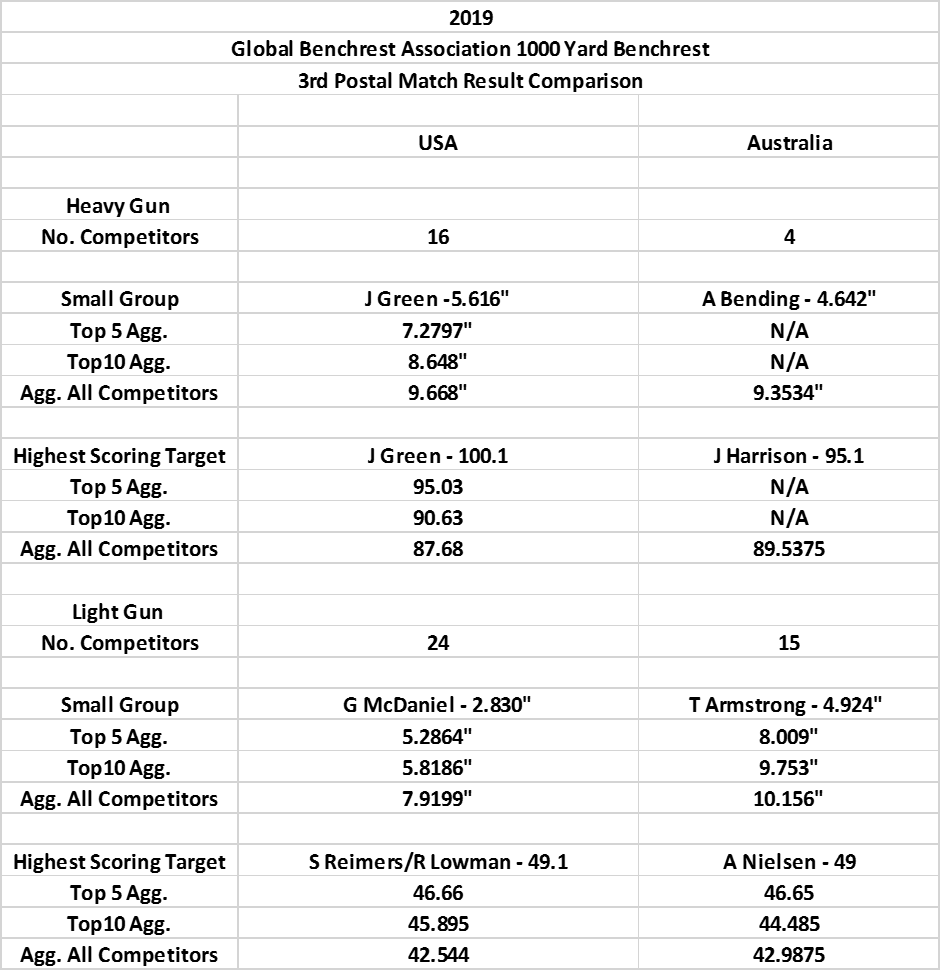 2019
Global Benchrest Association 1000 Yard Benchrest
3rd Postal Match Result Comparison
USA Australia
Heavy Gun
No. Competitors 16 4
Small Group J Green -5.616" A Bending - 4.642"
Top 5 Agg. 7.2797" N/A
Top10 Agg. 8.648" N/A
Agg. All Competitors 9.668" 9.3534"
Highest Scoring Target J Green - 100.1 J Harrison - 95.1
Top 5 Agg. 95.03 N/A
Top10 Agg. 90.63 N/A
Agg. All Competitors 87.68 89.5375
Light Gun
No. Competitors 24 15
Small Group G McDaniel - 2.830" T Armstrong - 4.924"
Top 5 Agg. 5.2864" 8.009"
Top10 Agg. 5.8186" 9.753"
Agg. All Competitors 7.9199" 10.156"
Highest Scoring Target S Reimers/R Lowman - 49.1 A Nielsen - 49
Top 5 Agg. 46.66 46.65
Top10 Agg. 45.895 44.485
Agg. All Competitors 42.544 42.9875